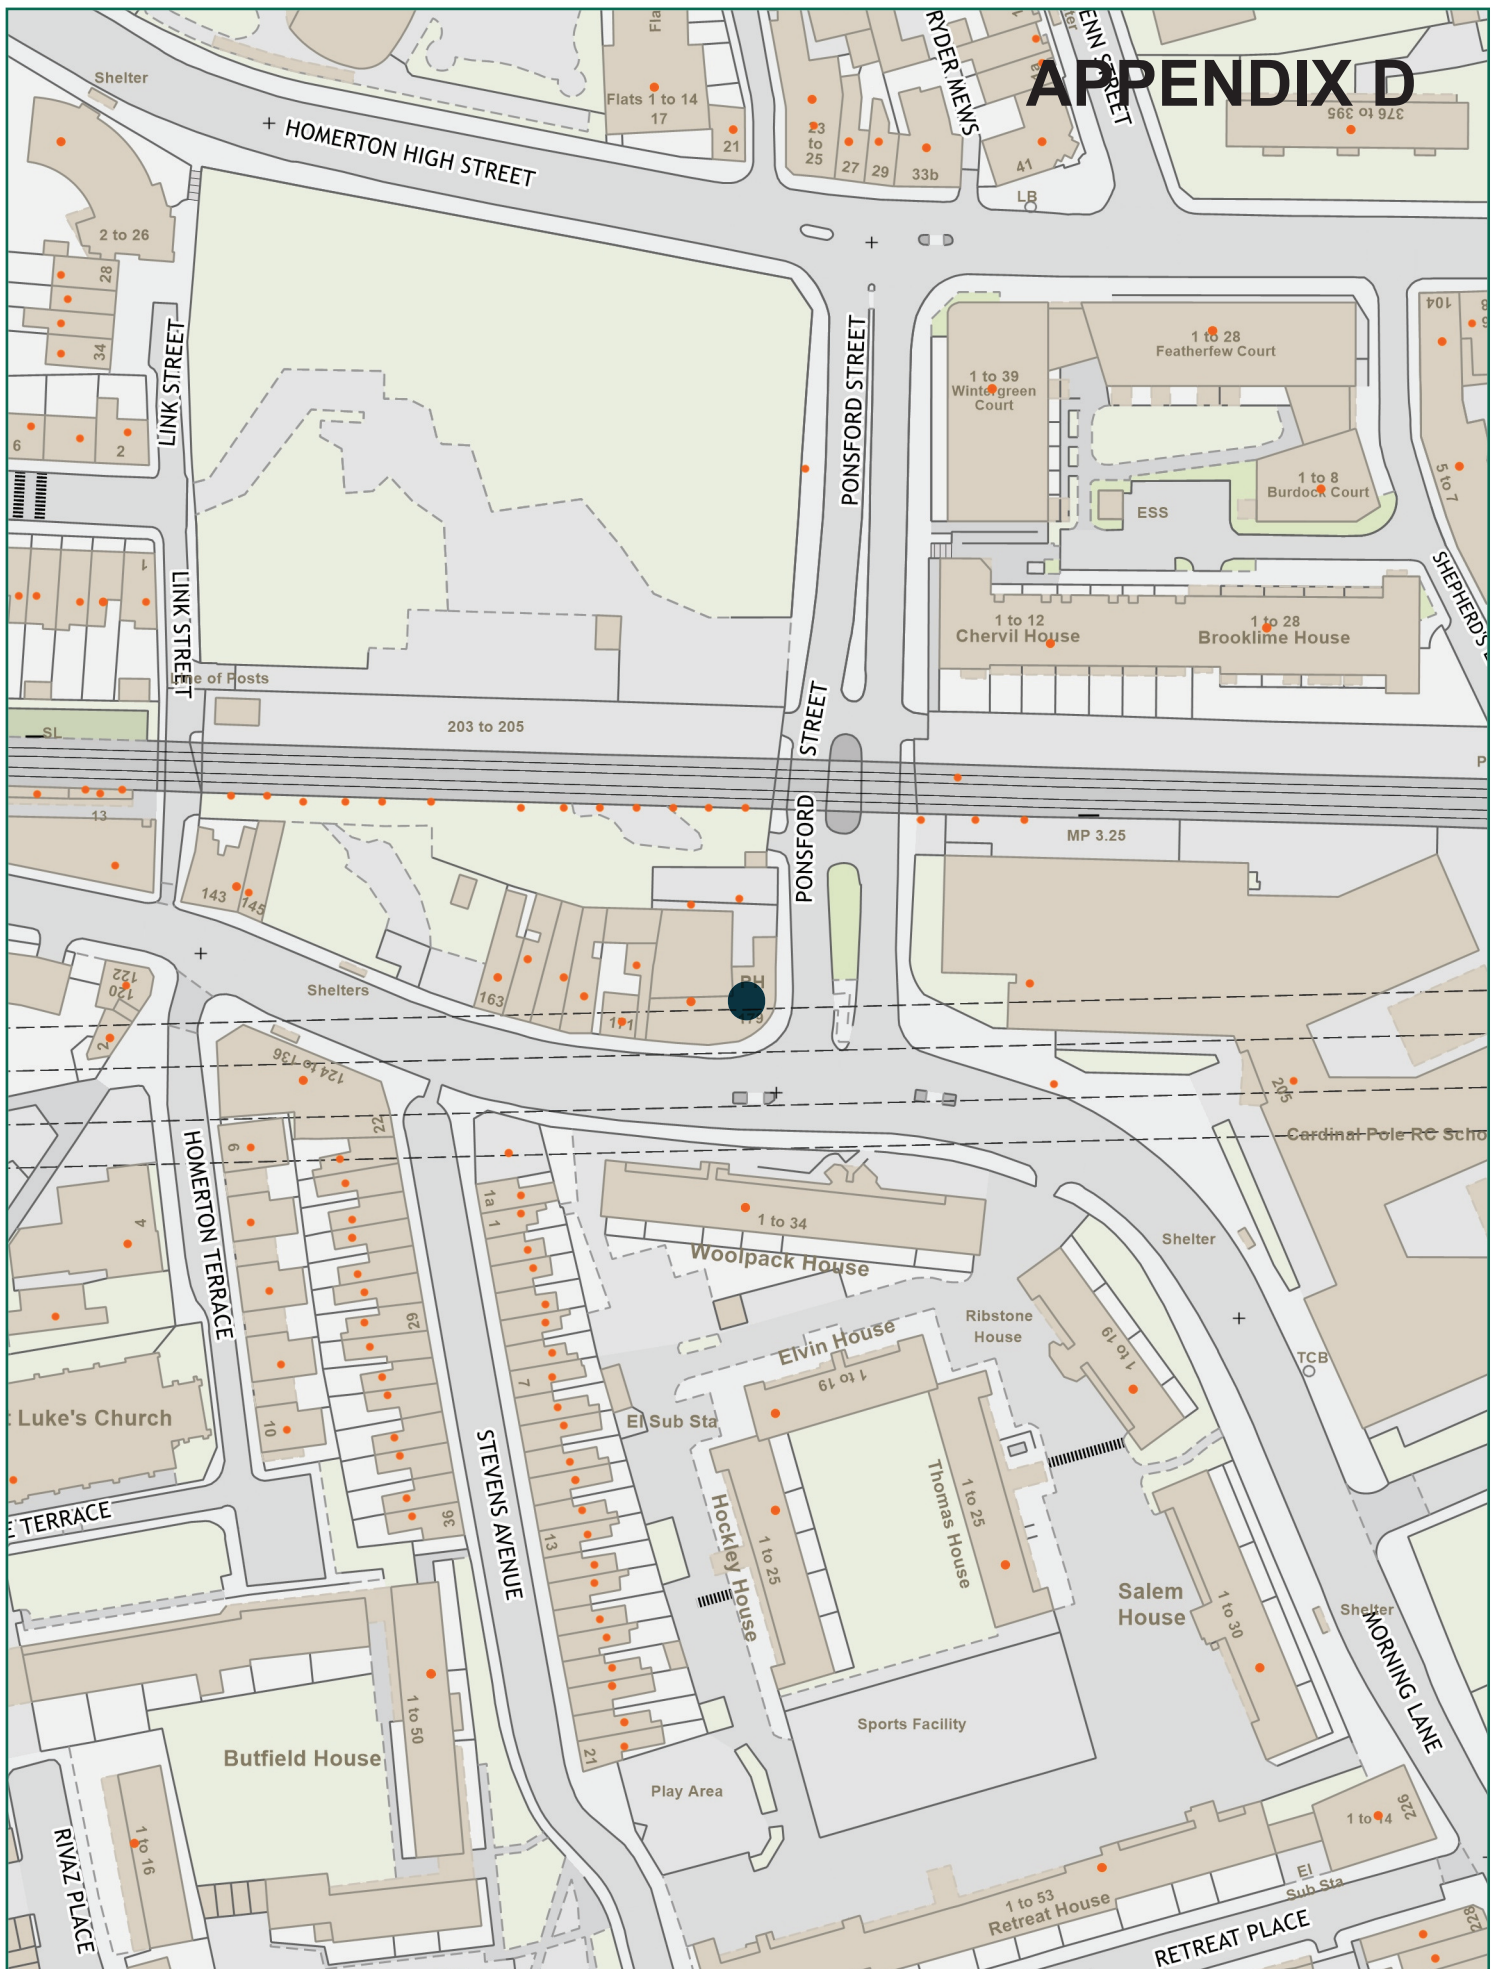 APPENDIX D
Shelter
HOMERTON HIGH STREET
Fla
Flats 1 to 14
17
21
23
to
25
27
29
33b
RYDER MEWS
41
LB
ENN STREET
376 to 395
2 to 26
28
34
LINK STREET
6
2
PONSFORD STREET
1 to 39
Wintergreen
Court
1 to 28
Featherfew Court
104
1 to 8
Burdock Court
5 to 7
ESS
SHEPHERD'S
1
LINK STREET
1 to 12
Chervil House
1 to 28
Brooklime House
Line of Posts
203 to 205
SL
PONSFORD STREET
P
13
MP 3.25
143
145
163
171
PH
179
Shelters
122
120
2
124 to 136
22
205
Cardinal Pole RC Scho
HOMERTON TERRACE
9
4
1a
1
1 to 34
Woolpack House
Shelter
Ribstone
House
1 to 19
TCB
29
Elvin House
1 to 19
7
: Luke's Church
10
El Sub Sta
E TERRACE
36
STEVENS AVENUE
13
Hockley House
1 to 25
Thomas House
1 to 25
Salem
House
1 to 30
Shelter
MORNING LANE
1 to 50
Butfield House
21
Sports Facility
Play Area
RIVAZ PLACE
1 to 16
1 to 14
226
1 to 53
Retreat House
El
Sub Sta
RETREAT PLACE
228